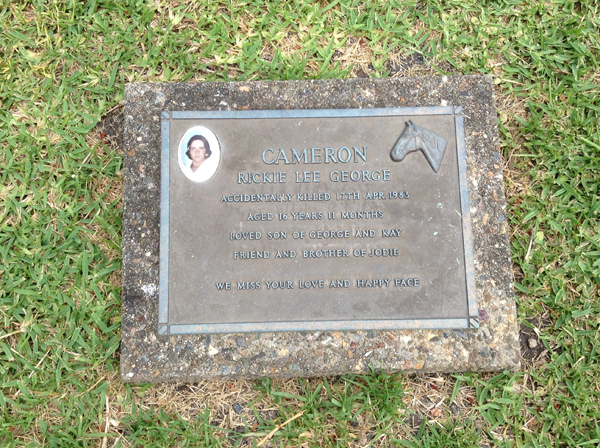 CAMERON
RICKIE LEE GEORGE
ACCIDENTALLY KILLED 17TH APR 1983
AGED 16 YEARS 11 MONTHS
LOVED SON OF GEORGE AND KAY
FRIEND AND BROTHER OF JODIE
WE MISS YOUR LOVE AND HAPPY FACE